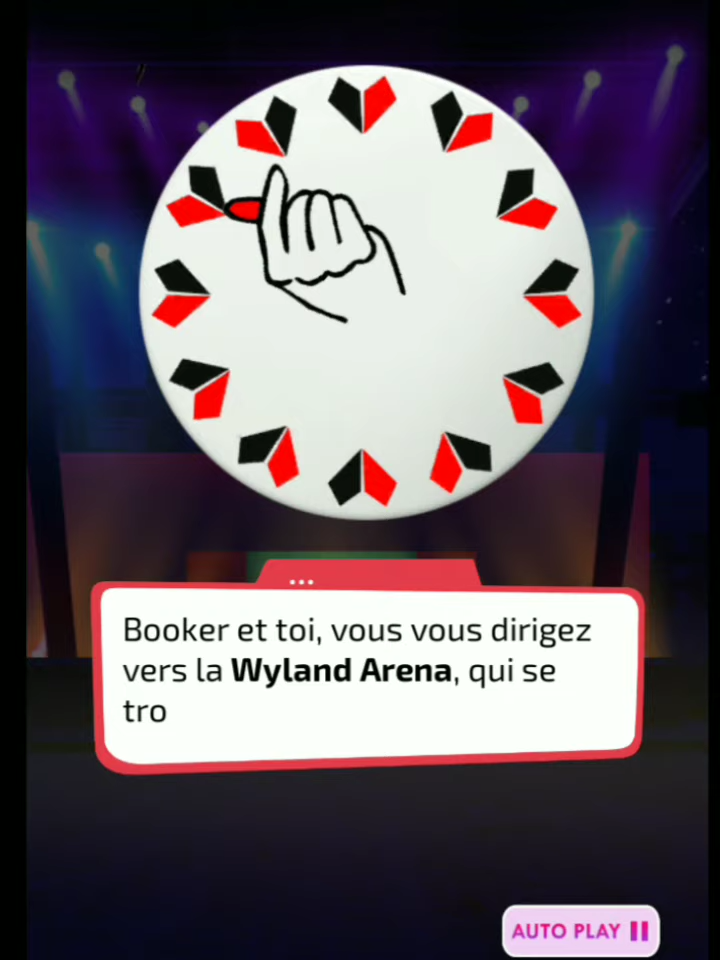 ...
Booker et toi, vous vous dirigez
vers la Wyland Arena, qui se
tro
AUTO PLAY